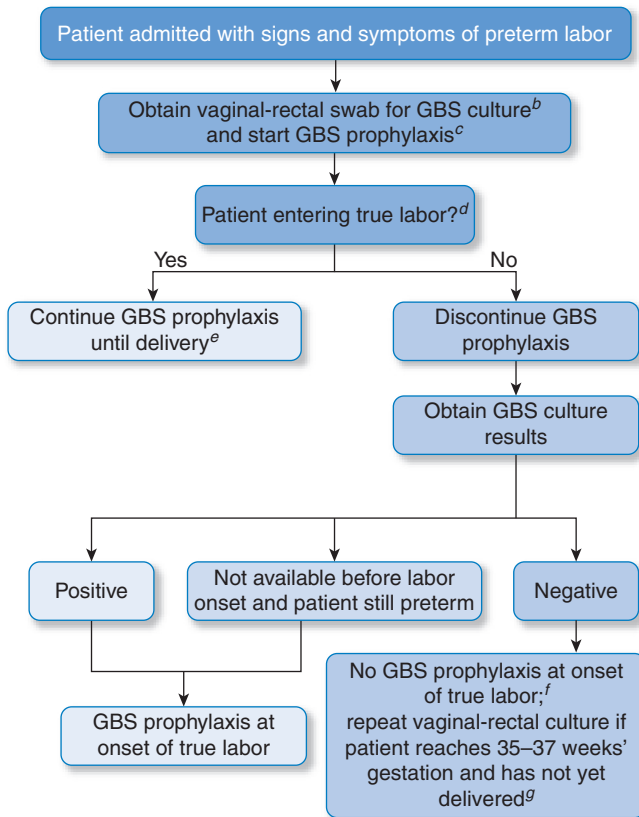 Patient admitted with signs and symptoms of preterm labor
Obtain vaginal-rectal swab for GBS cultureᵇ
and start GBS prophylaxisᶜ
Patient entering true labor?ᵈ
Yes
No
Continue GBS prophylaxis
until deliveryᵉ
Discontinue GBS
prophylaxis
Obtain GBS culture
results
Positive
Not available before labor
onset and patient still preterm
Negative
GBS prophylaxis at
onset of true labor
No GBS prophylaxis at onset
of true labor;ᶠ
repeat vaginal-rectal culture if
patient reaches 35–37 weeks’
gestation and has not yet
deliveredᵍ